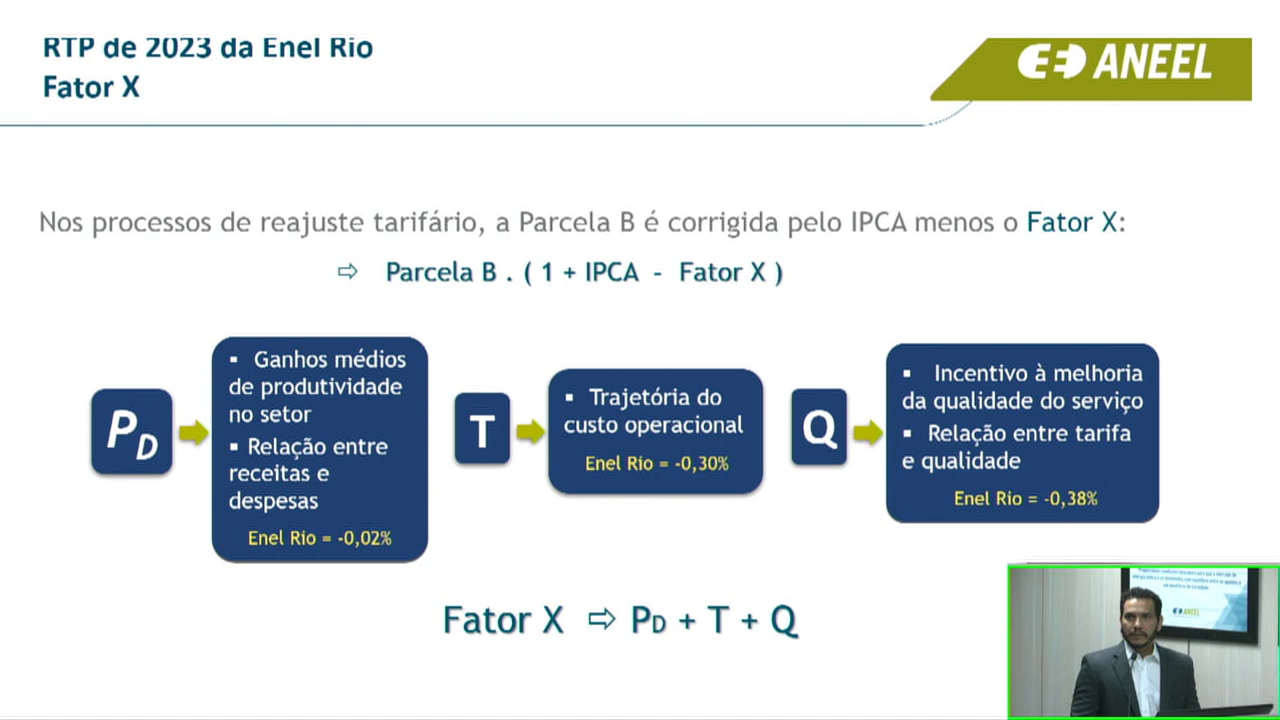 RTP de 2023 da Enel Rio
Fator X
ANEEL
Nos processos de reajuste tarifário, a Parcela B é corrigida pelo IPCA menos o Fator X:
⇨ Parcela B . ( 1 + IPCA - Fator X )
PD
▪ Ganhos médios
de produtividade
no setor
▪ Relação entre
receitas e
despesas
Enel Rio = -0,02%
T
▪ Trajetória do
custo operacional
Enel Rio = -0,30%
Q
▪ Incentivo à melhoria
da qualidade do serviço
▪ Relação entre tarifa
e qualidade
Enel Rio = -0,38%
Fator X ⇨ PD + T + Q
ANEEL